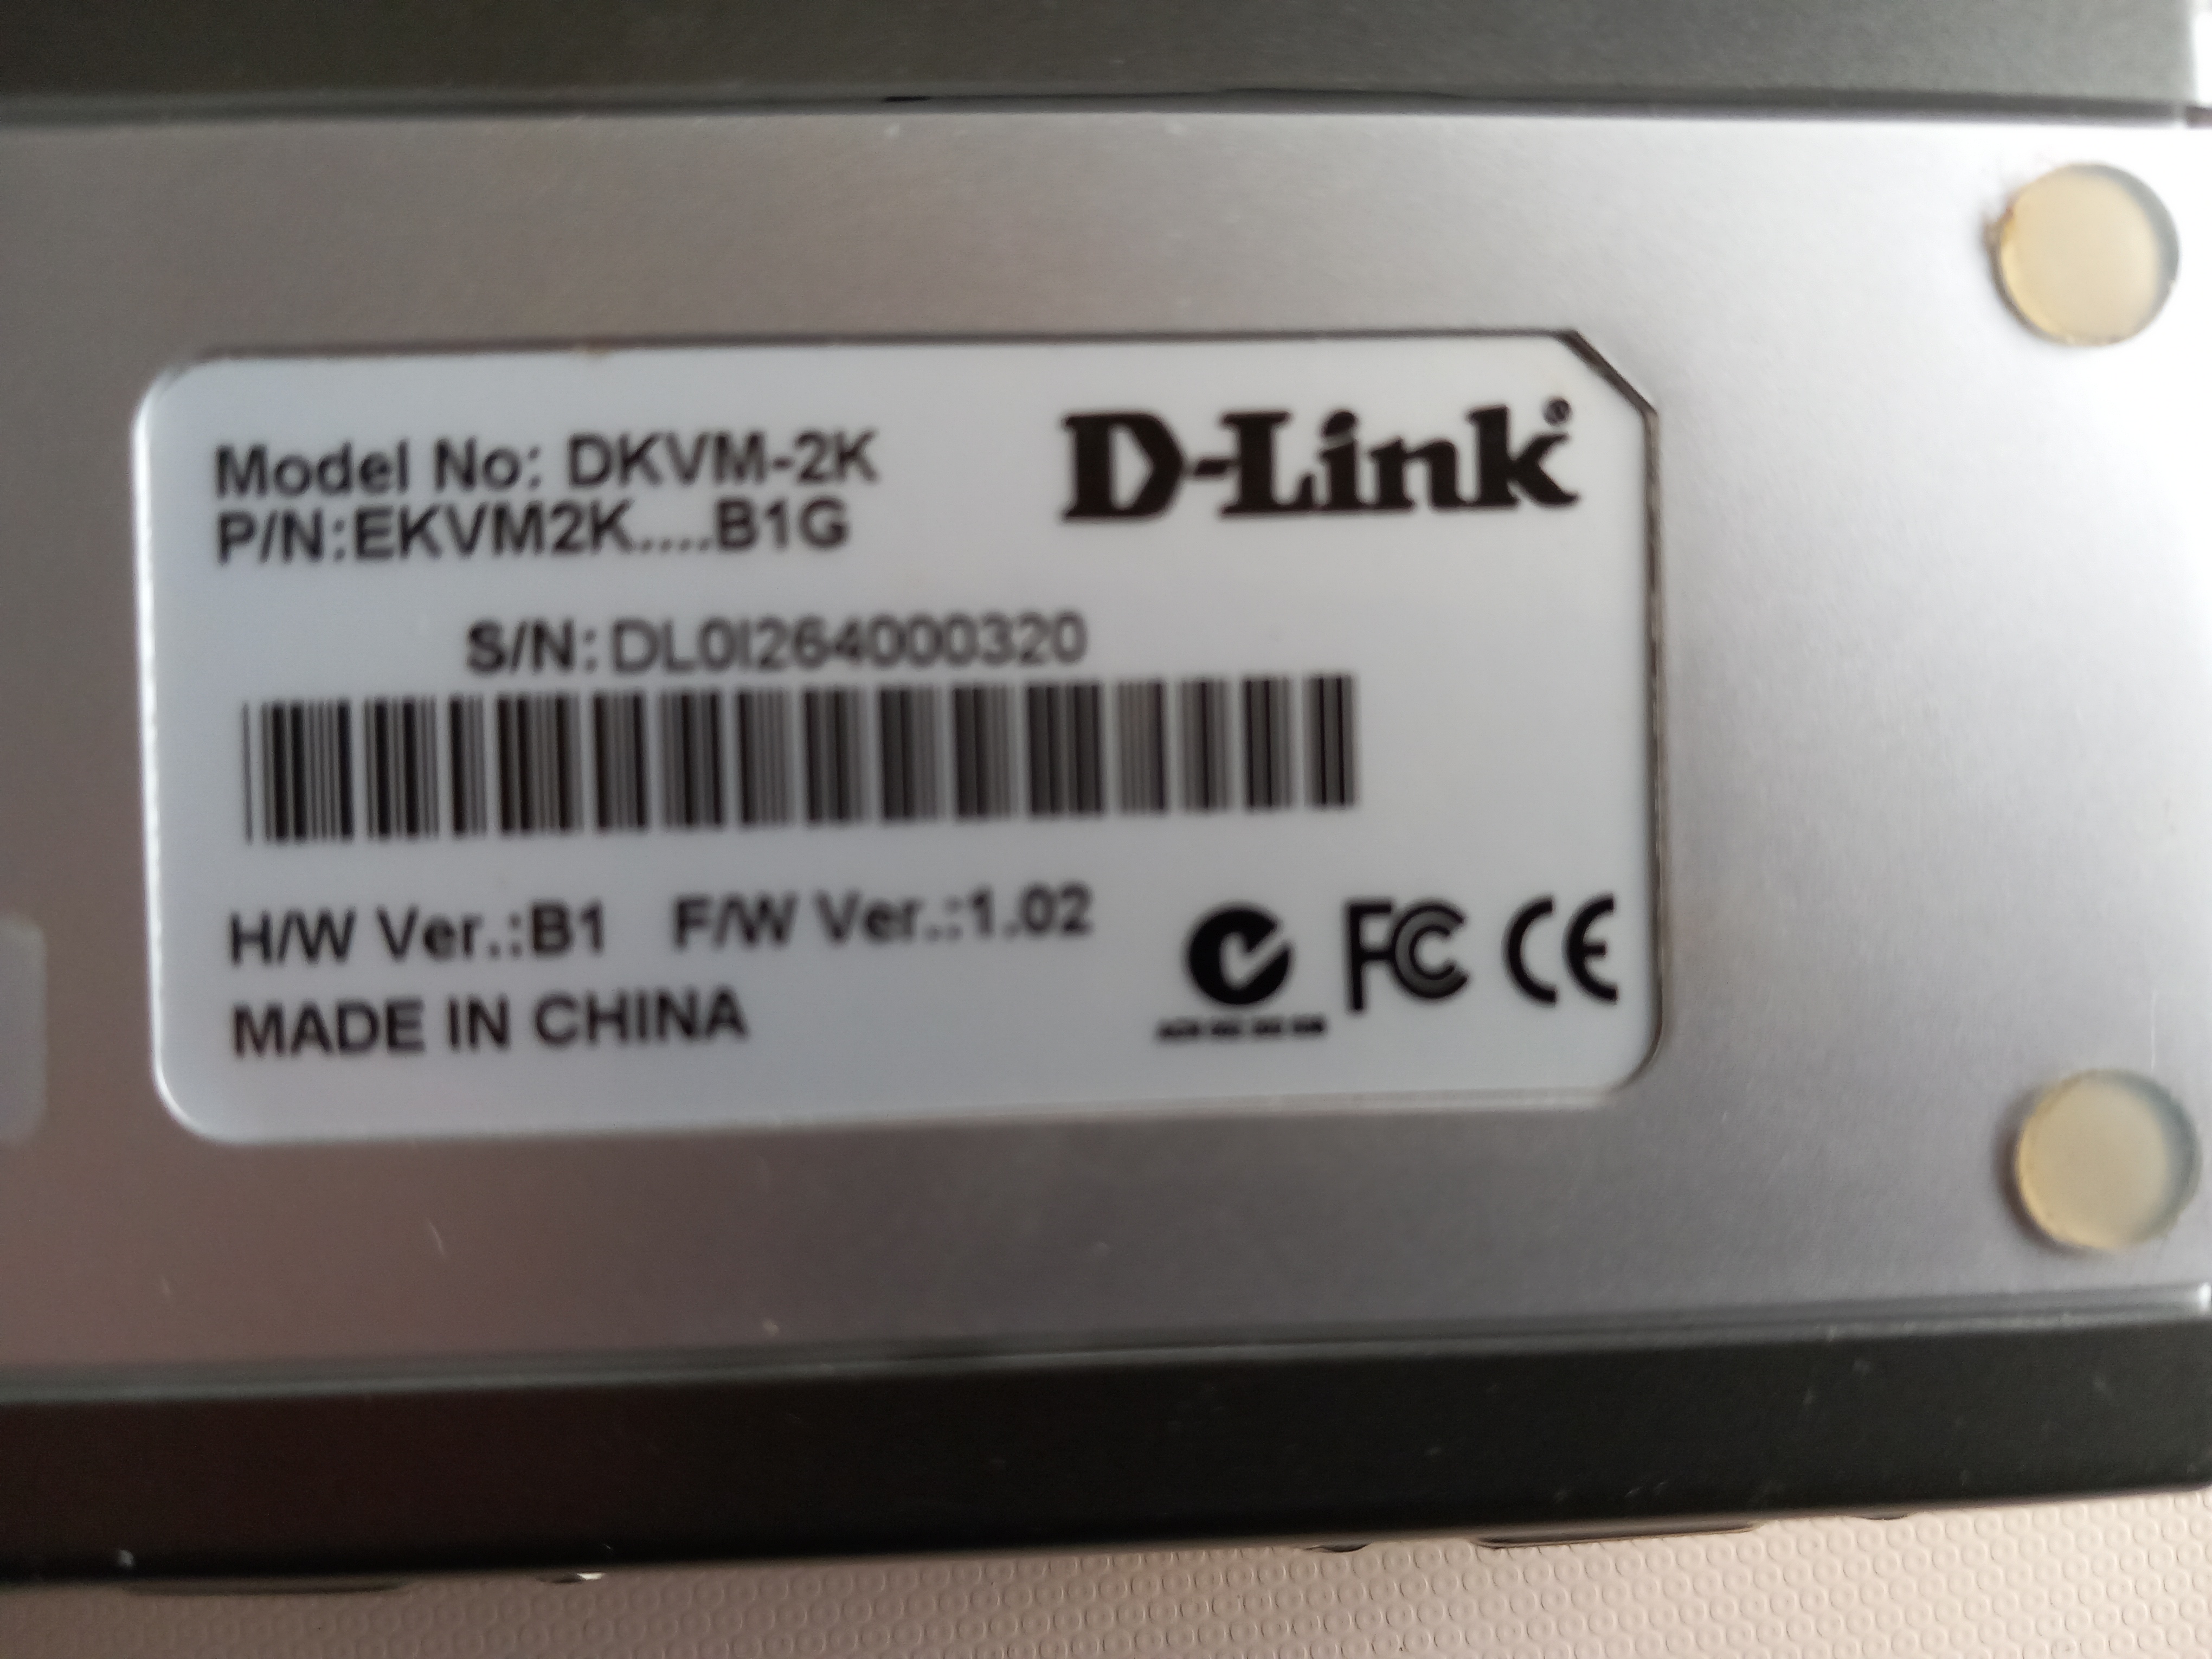 Model No: DKVM-2K
D-Link®
P/N:EKVM2K....B1G
S/N: DL0I264000320
H/W Ver.:B1 F/W Ver.:1.02
FC CE
MADE IN CHINA